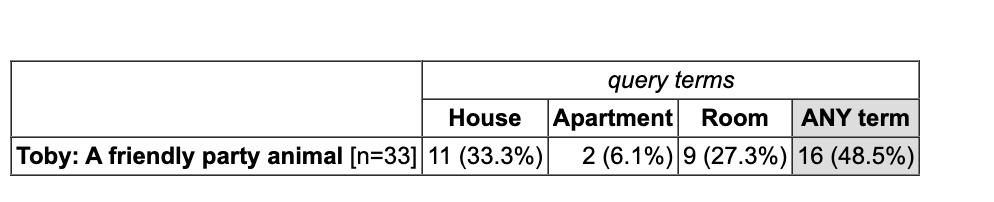 query terms
House Apartment Room ANY term
Toby: A friendly party animal [n=33] 11 (33.3%) 2 (6.1%) 9 (27.3%) 16 (48.5%)